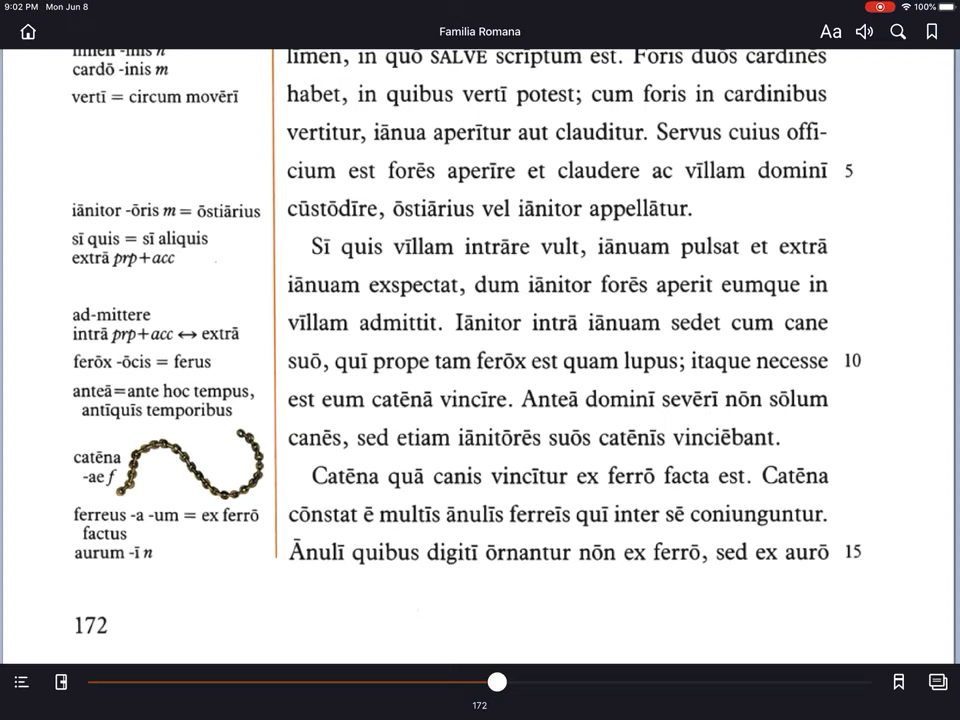 9:02 PM Mon Jun 8
100%
Familia Romana
Aa
līmen -inis n
cardō -inis m
vertī = circum movērī
iānitor -ōris m = ōstiārius
sī quis = sī aliquis
extrā prp+acc
ad-mittere
intrā prp+acc ↔ extrā
ferōx -ōcis = ferus
anteā = ante hoc tempus,
antīquīs temporibus
catēna
-ae f
ferreus -a -um = ex ferrō
factus
aurum -ī n
līmen, in quō SALVE scrīptum est. Foris duōs cardinēs
habet, in quibus vertī potest; cum foris in cardinibus
vertitur, iānua aperītur aut clauditur. Servus cuius offi-
cium est forēs aperīre et claudere ac vīllam dominī 5
cūstōdīre, ōstiārius vel iānitor appellātur.
Sī quis vīllam intrāre vult, iānuam pulsat et extrā
iānuam exspectat, dum iānitor forēs aperit eumque in
vīllam admittit. Iānitor intrā iānuam sedet cum cane
suō, quī prope tam ferōx est quam lupus; itaque necesse 10
est eum catēnā vincīre. Anteā dominī sevērī nōn sōlum
canēs, sed etiam iānitōrēs suōs catēnīs vinciēbant.
Catēna quā canis vincītur ex ferrō facta est. Catēna
cōnstat ē multīs ānulīs ferreīs quī inter sē coniunguntur.
Ānulī quibus digitī ōrnantur nōn ex ferrō, sed ex aurō 15
172
172